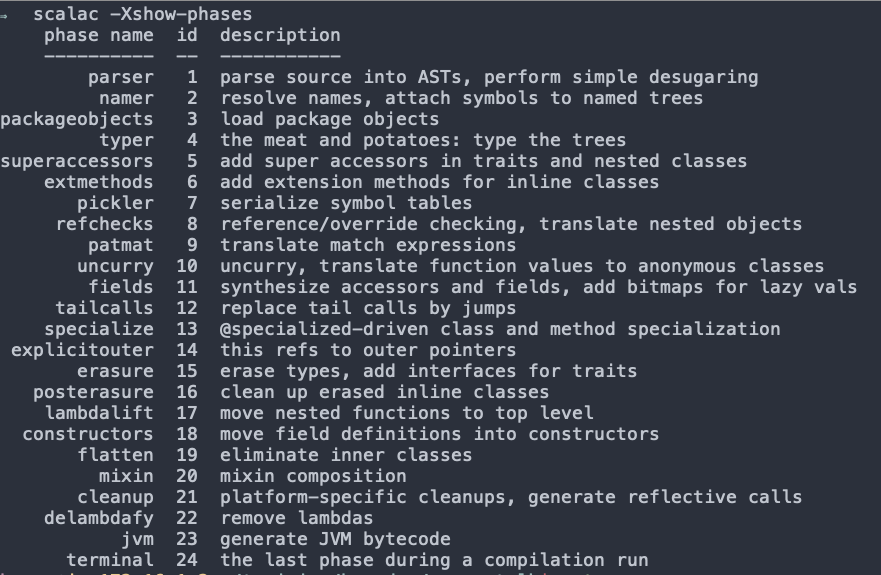 ⇒ scalac -Xshow-phases
phase name id description
---------- -- -----------
parser 1 parse source into ASTs, perform simple desugaring
namer 2 resolve names, attach symbols to named trees
packageobjects 3 load package objects
typer 4 the meat and potatoes: type the trees
superaccessors 5 add super accessors in traits and nested classes
extmethods 6 add extension methods for inline classes
pickler 7 serialize symbol tables
refchecks 8 reference/override checking, translate nested objects
patmat 9 translate match expressions
uncurry 10 uncurry, translate function values to anonymous classes
fields 11 synthesize accessors and fields, add bitmaps for lazy vals
tailcalls 12 replace tail calls by jumps
specialize 13 @specialized-driven class and method specialization
explicitouter 14 this refs to outer pointers
erasure 15 erase types, add interfaces for traits
posterasure 16 clean up erased inline classes
lambdalift 17 move nested functions to top level
constructors 18 move field definitions into constructors
flatten 19 eliminate inner classes
mixin 20 mixin composition
cleanup 21 platform-specific cleanups, generate reflective calls
delambdafy 22 remove lambdas
jvm 23 generate JVM bytecode
terminal 24 the last phase during a compilation run